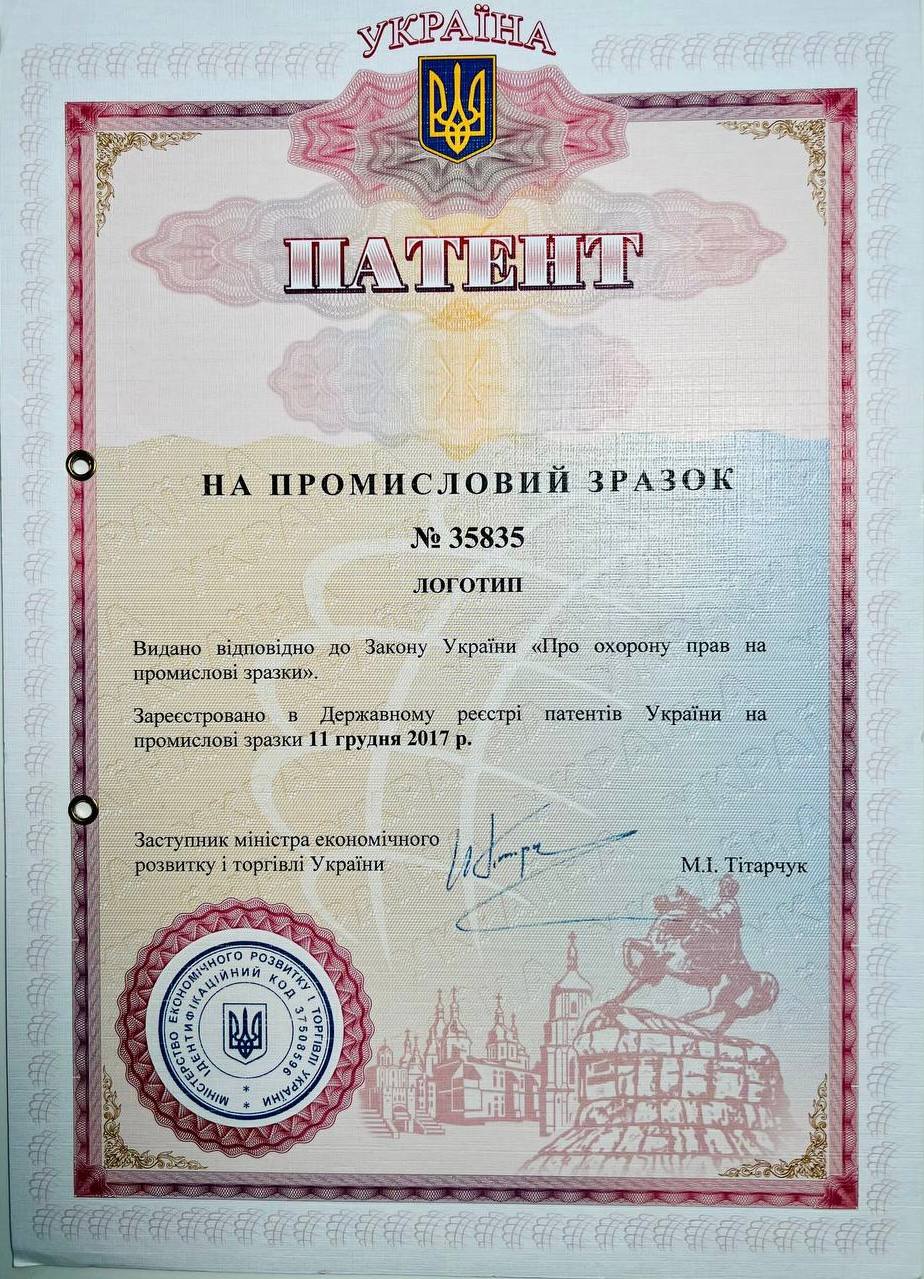 УКРАЇНА
ПАТЕНТ
НА ПРОМИСЛОВИЙ ЗРАЗОК
№ 35835
ЛОГОТИП
Видано відповідно до Закону України «Про охорону прав на
промислові зразки».
Зареєстровано в Державному реєстрі патентів України на
промислові зразки 11 грудня 2017 р.
Заступник міністра економічного
розвитку і торгівлі України
М.І. Тітарчук
МІНІСТЕРСТВО ЕКОНОМІЧНОГО РОЗВИТКУ І ТОРГІВЛІ УКРАЇНИ
ІДЕНТИФІКАЦІЙНИЙ КОД 37508596